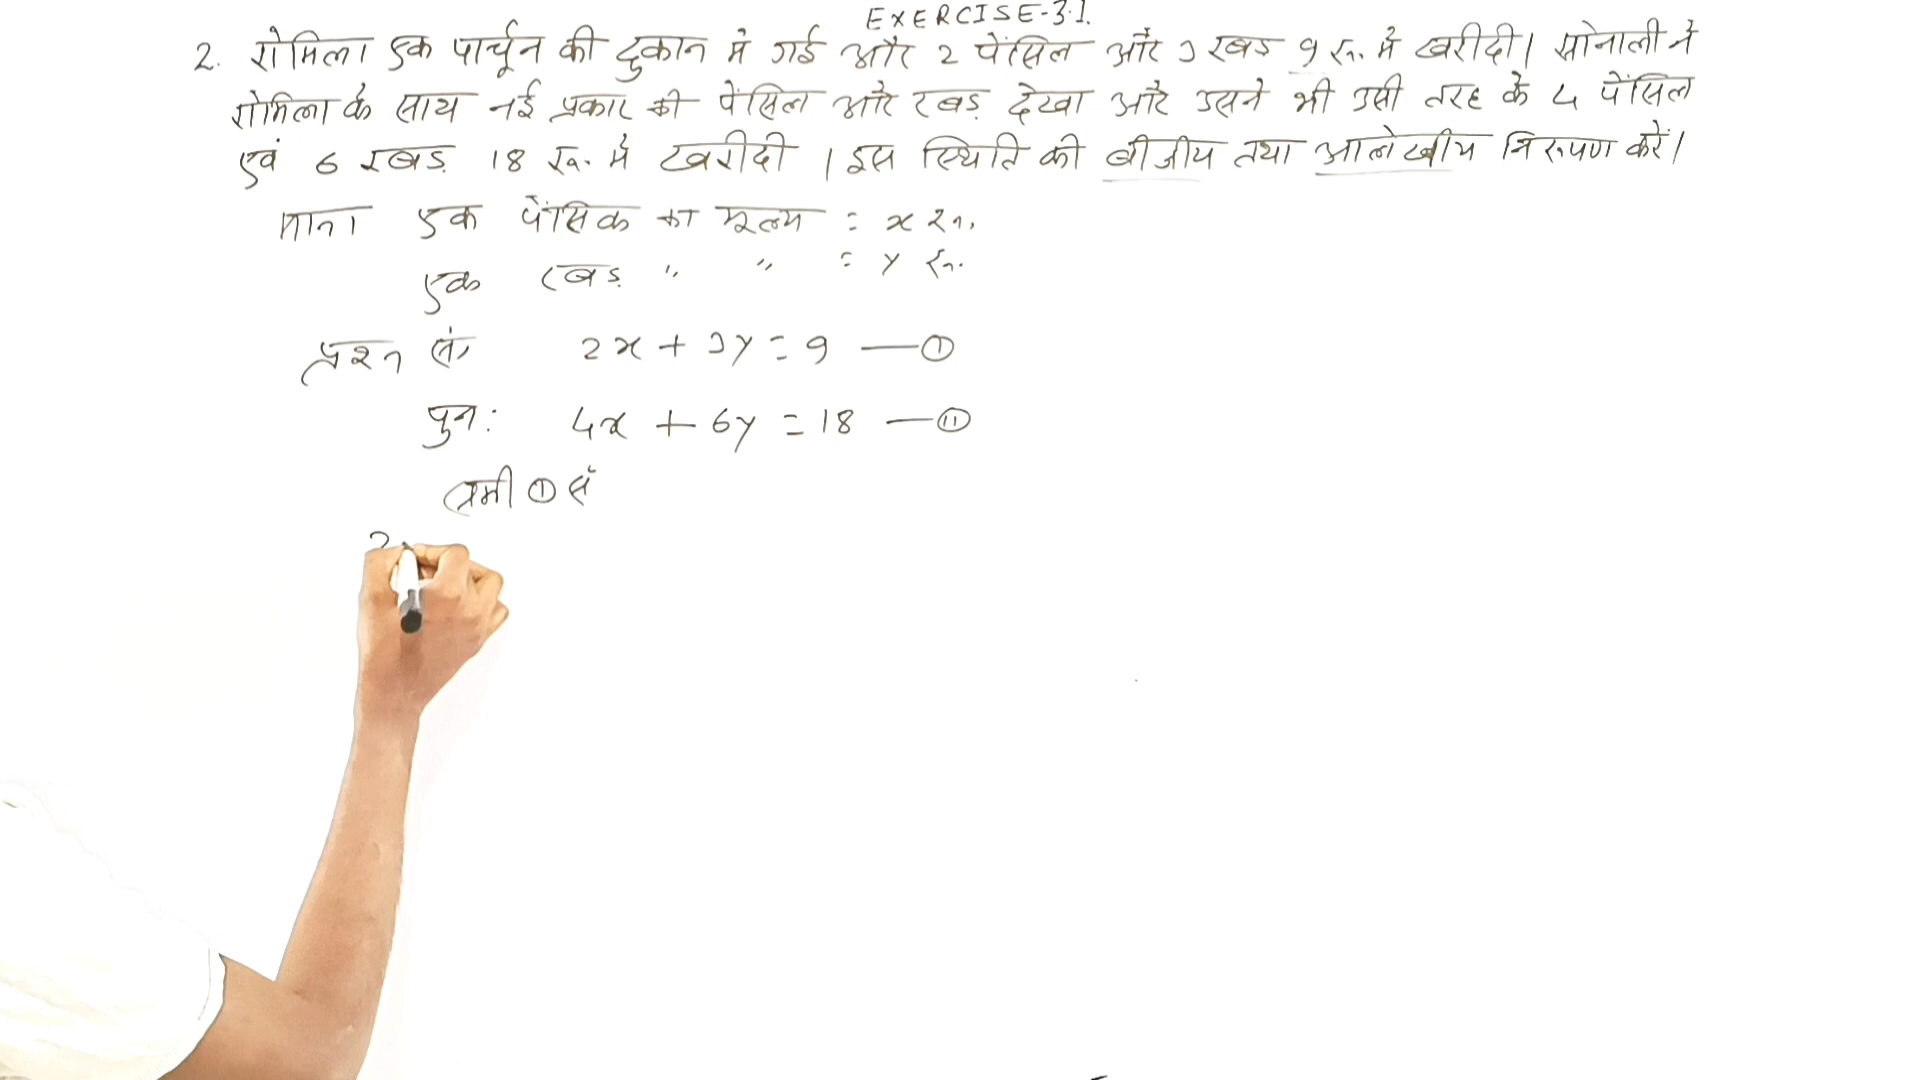 EXERCISE-3.1.
2. रोमिला एक पार्चून की दुकान में गई और 2 पेंसिल और 3 रबड़ 9 रू. में खरीदी। सोनाली ने
रोमिला के साथ नई प्रकार की पेंसिल और रबड़ देखा और उसने भी उसी तरह के 4 पेंसिल
एवं 6 रबड़ 18 रू. में खरीदी। इस स्थिति की बीजीय तथा आलेखीय निरूपण करें।
माना एक पेंसिल का मूल्य = x रू.
एक रबड़ " " = y रू.
प्रश्न से, 2x + 3y = 9 —①
पुनः 4x + 6y = 18 —⑪
समी ① से
2